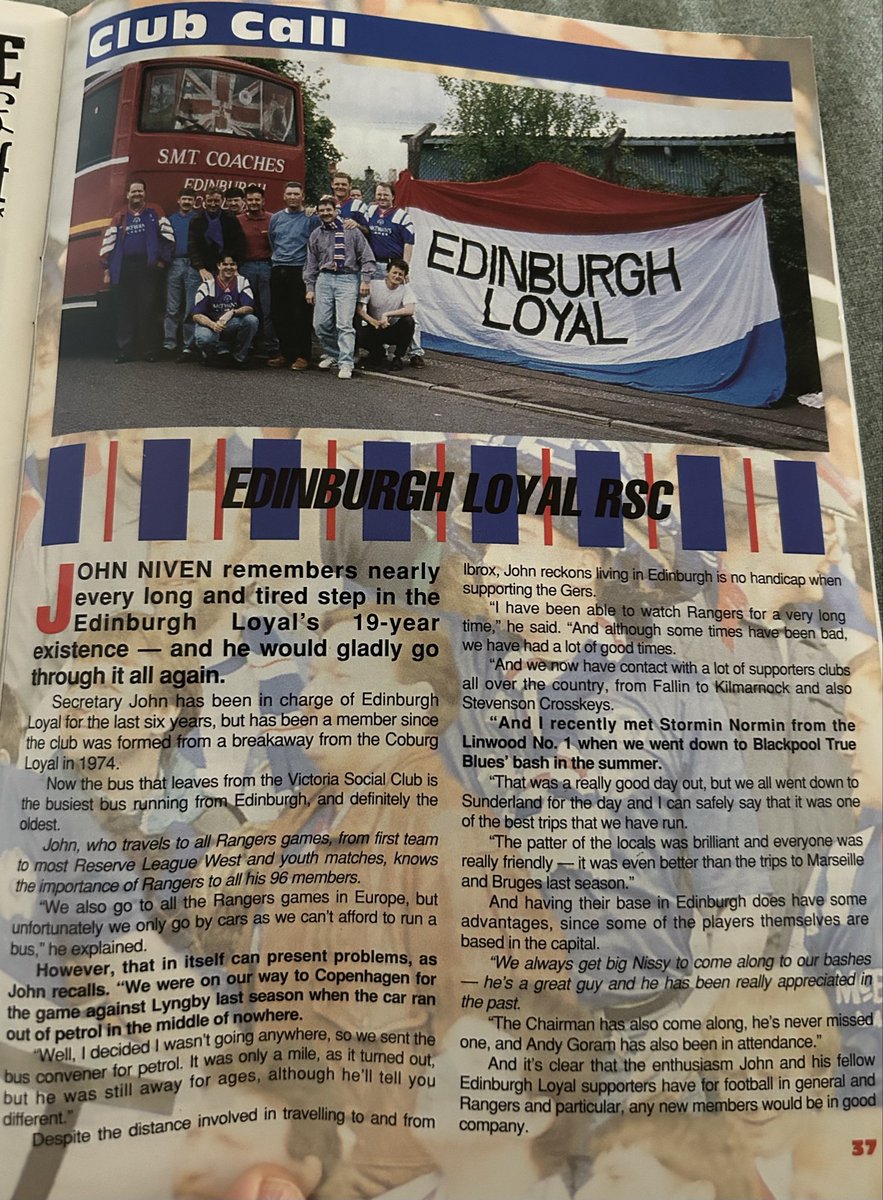 Club Call
SMT COACHES
EDINBURGH
EDINBURGH
LOYAL
EDINBURGH LOYAL RSC
JOHN NIVEN remembers nearly
every long and tired step in the
Edinburgh Loyal's 19-year
existence — and he would gladly go
through it all again.
Secretary John has been in charge of Edinburgh
Loyal for the last six years, but has been a member since
the club was formed from a breakaway from the Coburg
Loyal in 1974.
Now the bus that leaves from the Victoria Social Club is
the busiest bus running from Edinburgh, and definitely the
oldest.
John, who travels to all Rangers games, from first team
to most Reserve League West and youth matches, knows
the importance of Rangers to all his 96 members.
"We also go to all the Rangers games in Europe, but
unfortunately we only go by cars as we can't afford to run a
bus," he explained.
However, that in itself can present problems, as
John recalls. "We were on our way to Copenhagen for
the game against Lyngby last season when the car ran
out of petrol in the middle of nowhere.
"Well, I decided I wasn't going anywhere, so we sent the
bus convener for petrol. It was only a mile, as it turned out,
but he was still away for ages, although he'll tell you
different."
Despite the distance involved in travelling to and from
Ibrox, John reckons living in Edinburgh is no handicap when
supporting the Gers.
"I have been able to watch Rangers for a very long
time," he said. "And although some times have been bad,
we have had a lot of good times.
"And we now have contact with a lot of supporters clubs
all over the country, from Fallin to Kilmarnock and also
Stevenson Crosskeys.
"And I recently met Stormin Normin from the
Linwood No. 1 when we went down to Blackpool True
Blues' bash in the summer.
"That was a really good day out, but we all went down to
Sunderland for the day and I can safely say that it was one
of the best trips that we have run.
"The patter of the locals was brilliant and everyone was
really friendly — it was even better than the trips to Marseille
and Bruges last season."
And having their base in Edinburgh does have some
advantages, since some of the players themselves are
based in the capital.
"We always get big Nissy to come along to our bashes
— he's a great guy and he has been really appreciated in
the past.
"The Chairman has also come along, he's never missed
one, and Andy Goram has also been in attendance."
And it's clear that the enthusiasm John and his fellow
Edinburgh Loyal supporters have for football in general and
Rangers and particular, any new members would be in good
company.
37